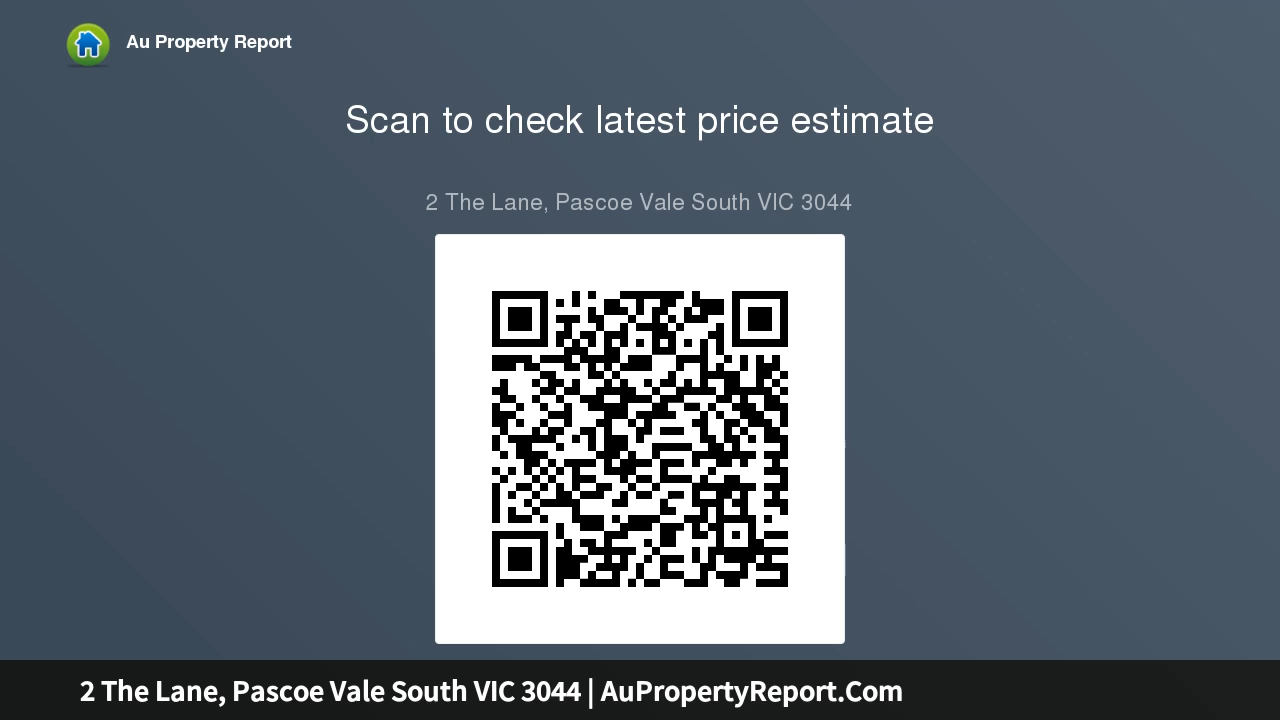 Au Property Report
Scan to check latest price estimate
2 The Lane, Pascoe Vale South VIC 3044
2 The Lane, Pascoe Vale South VIC 3044 | AuPropertyReport.Com